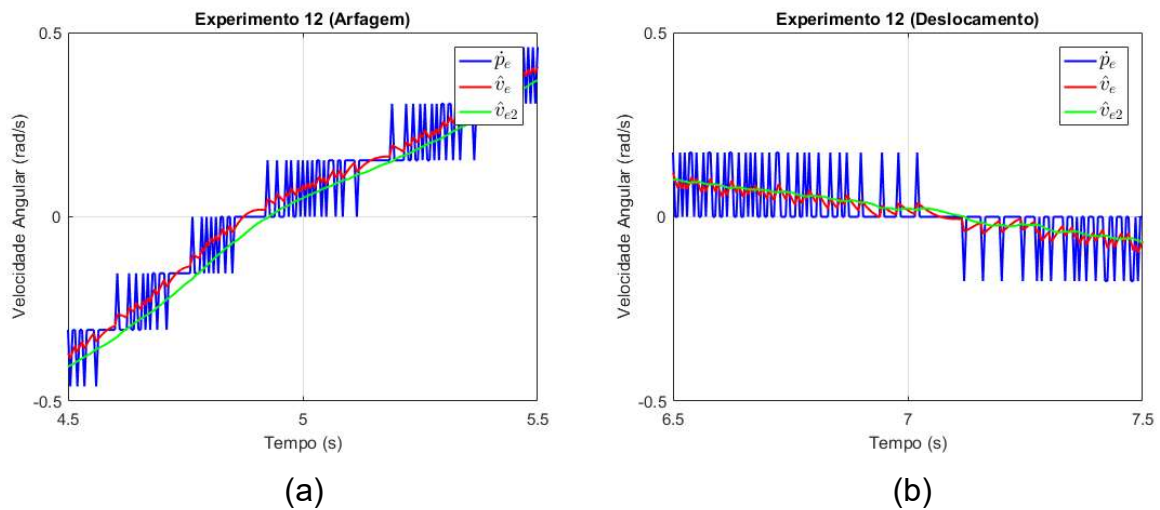 Experimento 12 (Arfagem)
0.5
0
-0.5
Velocidade Angular (rad/s)
4.5
5
5.5
Tempo (s)
ṗₑ
v̂ₑ
v̂ₑ₂
(a)
Experimento 12 (Deslocamento)
0.5
0
-0.5
Velocidade Angular (rad/s)
6.5
7
7.5
Tempo (s)
ṗₑ
v̂ₑ
v̂ₑ₂
(b)